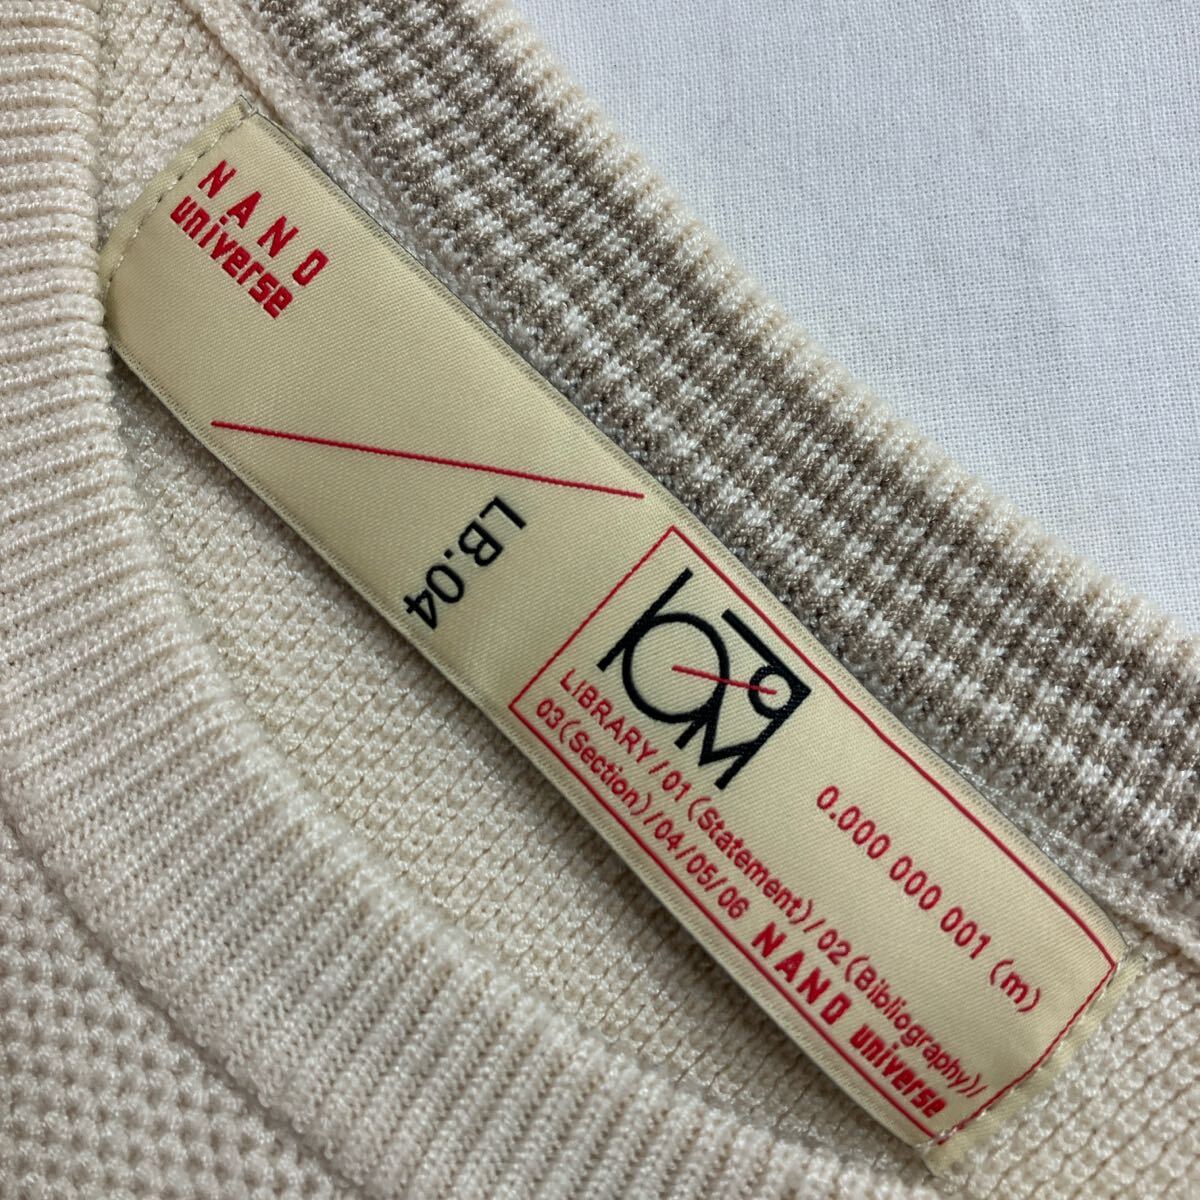 NANO
universe
LB.04
0.000 000 001 (m)
LIBRARY/01(Statement)/02(Bibliography)/
03(Section)/04/05/06 NANO universe